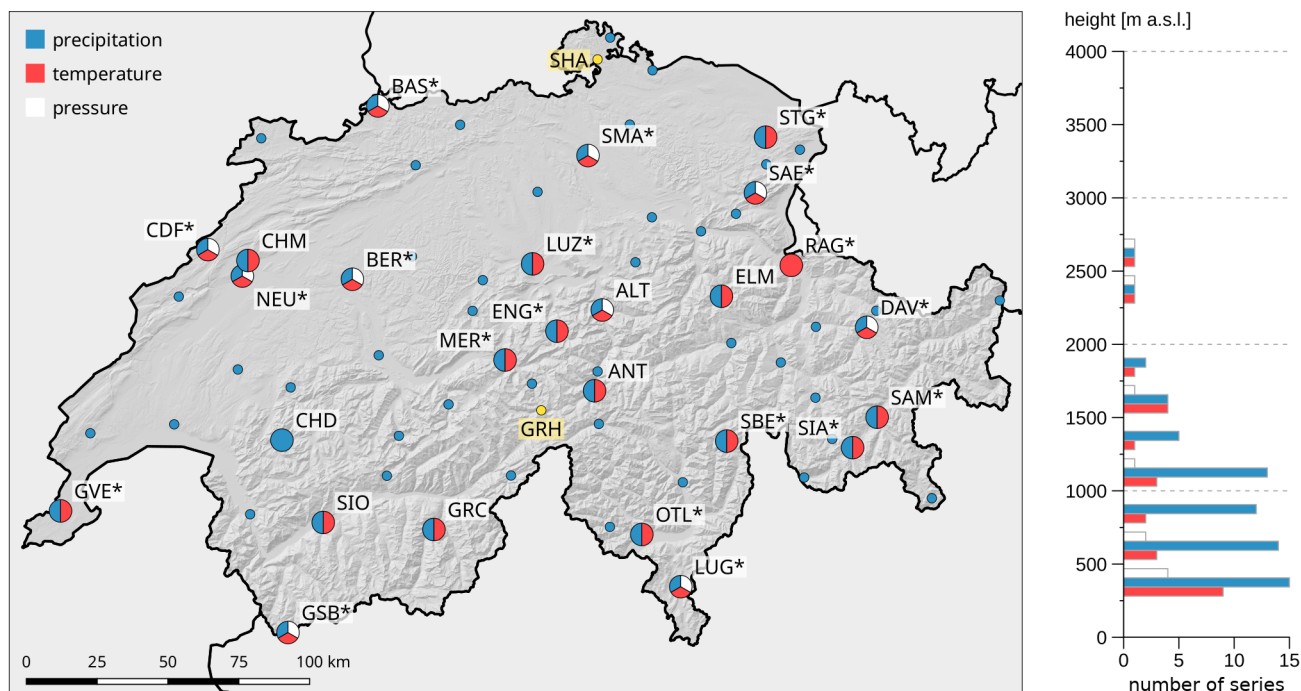 precipitation
temperature
pressure
SHA
BAS*
STG*
SMA*
SAE*
CDF*
CHM
RAG*
BER*
LUZ*
ELM
NEU*
ALT
ENG*
DAV*
MER*
ANT
SAM*
CHD
GRH
SBE*
SIA*
GVE*
SIO
GRC
OTL*
LUG*
GSB*
0 25 50 75 100 km
height [m a.s.l.]
4000
3500
3000
2500
2000
1500
1000
500
0
0 5 10 15
number of series